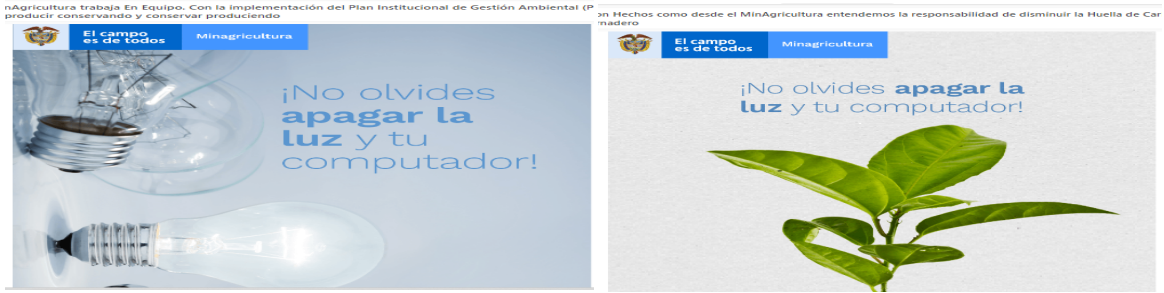 nAgricultura trabaja En Equipo. Con la implementación del Plan Institucional de Gestión Ambiental (P
producir conservando y conservar produciendo
El campo
es de todos
Minagricultura
¡No olvides
apagar la
luz y tu
computador!
on Hechos como desde el MinAgricultura entendemos la responsabilidad de disminuir la Huella de Car
rnadero
El campo
es de todos
Minagricultura
¡No olvides apagar la
luz y tu computador!